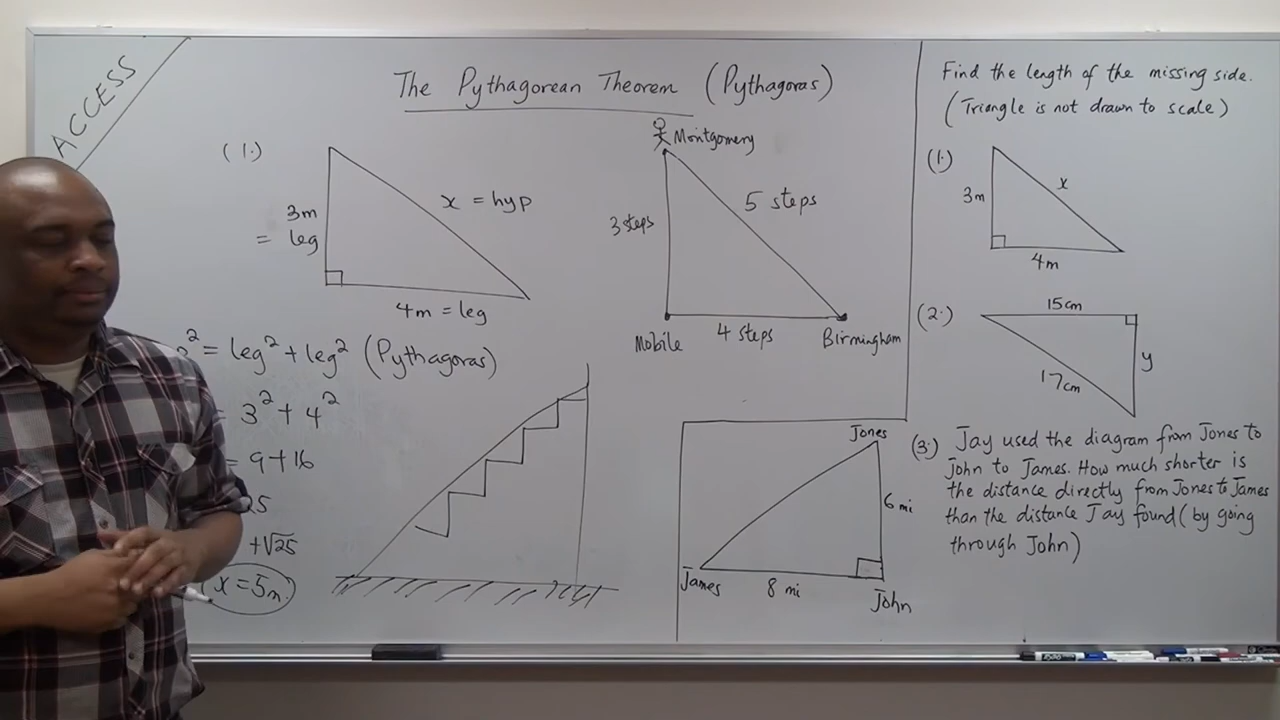 ACCESS
The Pythagorean Theorem (Pythagoras)
(1.)
3m
= leg
x = hyp
4m = leg
² = leg² + leg² (Pythagoras)
= 3² + 4²
= 9+16
25
+√25
x = 5m.
Montgomery
3 steps
5 steps
Mobile
4 steps
Birmingham
Jones
6 mi
James
8 mi
John
Find the length of the missing side.
(Triangle is not drawn to scale)
(1.)
3m
x
4m
(2.)
15cm
17cm
y
(3.) Jay used the diagram from Jones to
John to James. How much shorter is
the distance directly from Jones to James
than the distance Jay found (by going
through John)